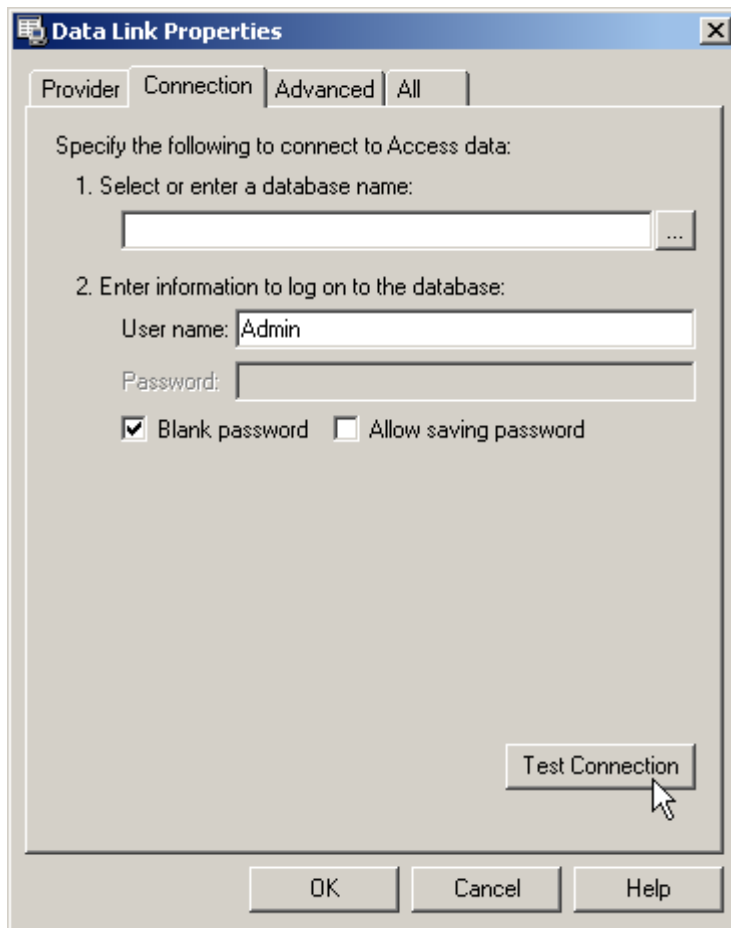 Data Link Properties
Provider Connection Advanced All
Specify the following to connect to Access data:
1. Select or enter a database name:
...
2. Enter information to log on to the database:
User name: Admin
Password:
Blank password Allow saving password
Test Connection
OK Cancel Help